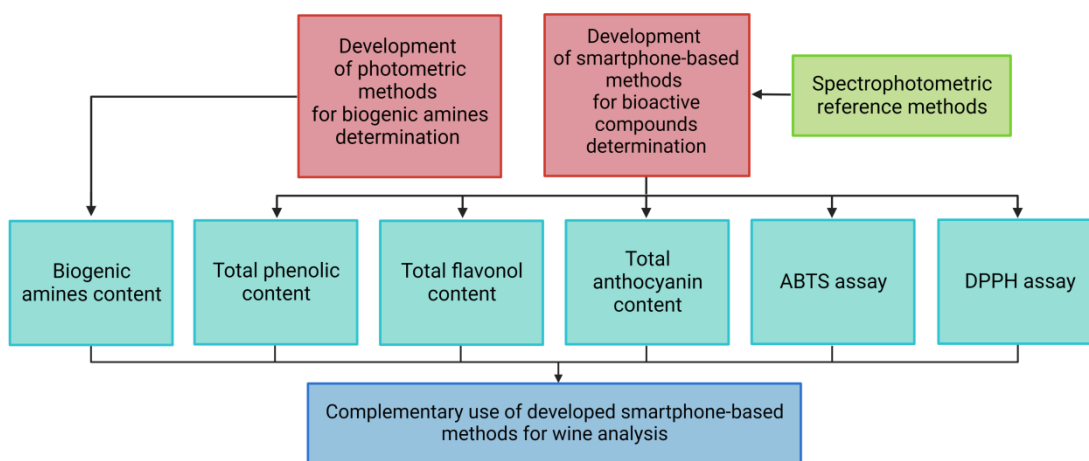 Development
of photometric
methods
for biogenic amines
determination
Development
of smartphone-based
methods
for bioactive
compounds
determination
Spectrophotometric
reference methods
Biogenic
amines content
Total phenolic
content
Total flavonol
content
Total
anthocyanin
content
ABTS assay
DPPH assay
Complementary use of developed smartphone-based
methods for wine analysis